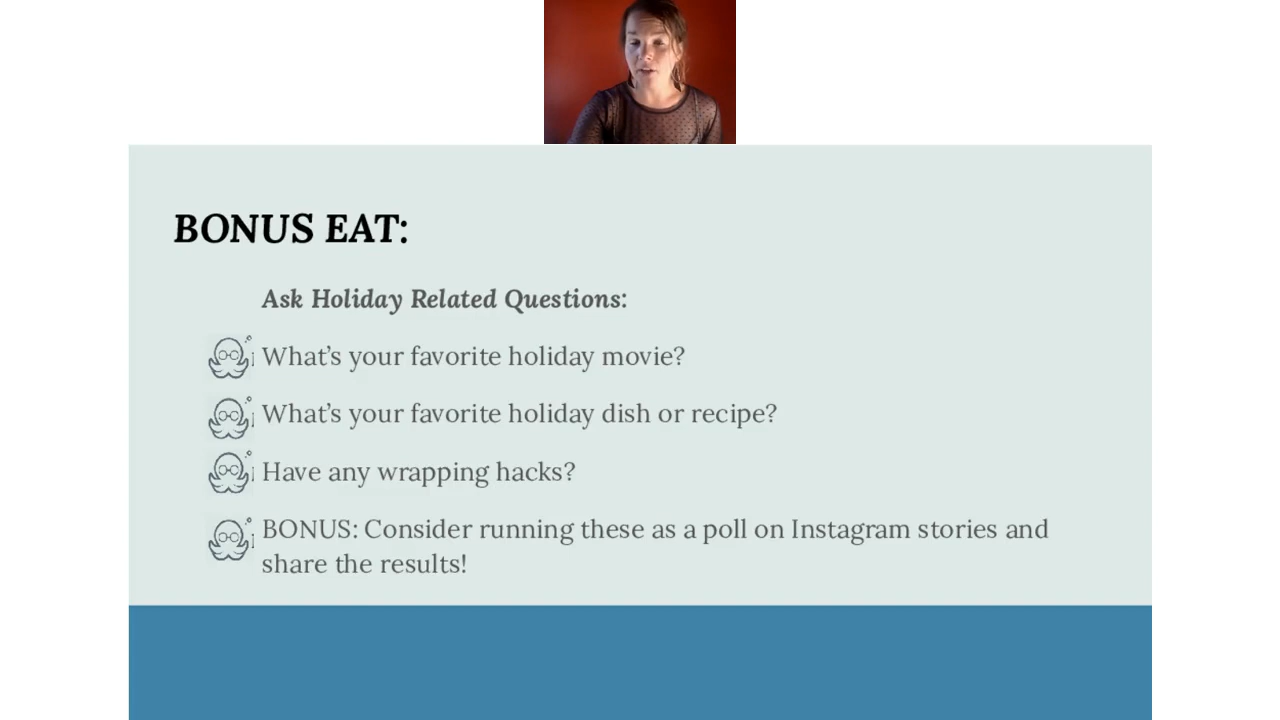 BONUS EAT:
Ask Holiday Related Questions:
What's your favorite holiday movie?
What's your favorite holiday dish or recipe?
Have any wrapping hacks?
BONUS: Consider running these as a poll on Instagram stories and
share the results!